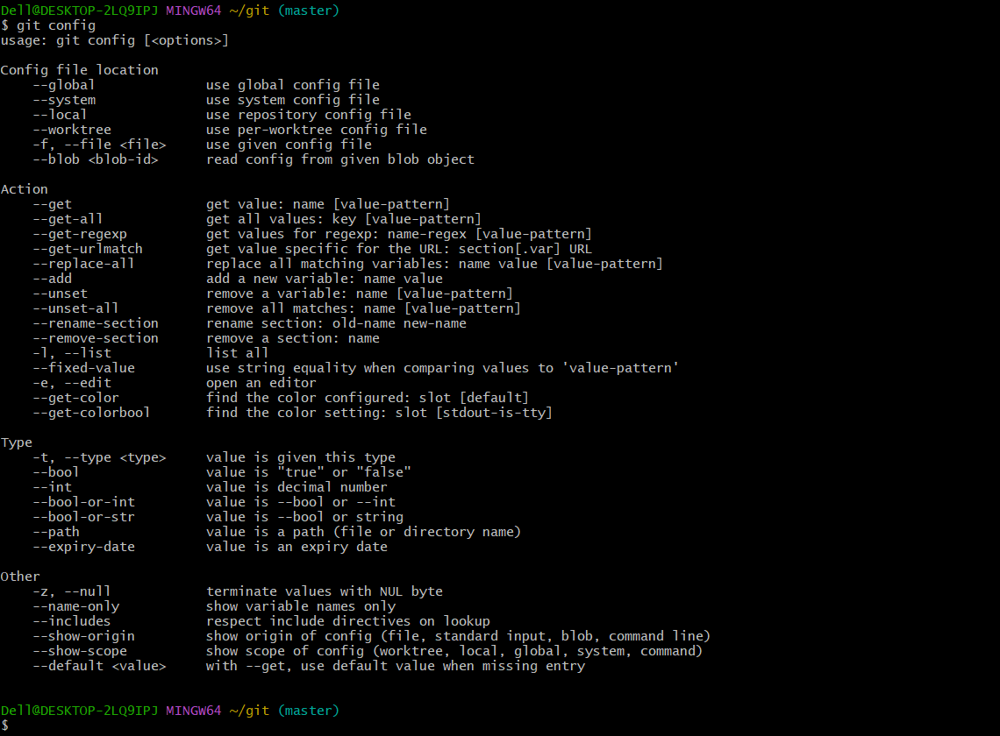 Dell@DESKTOP-2LQ9IPJ MINGW64 ~/git (master)
$ git config
usage: git config [<options>]

Config file location
    --global              use global config file
    --system              use system config file
    --local               use repository config file
    --worktree            use per-worktree config file
    -f, --file <file>     use given config file
    --blob <blob-id>      read config from given blob object

Action
    --get                 get value: name [value-pattern]
    --get-all             get all values: key [value-pattern]
    --get-regexp          get values for regexp: name-regex [value-pattern]
    --get-urlmatch        get value specific for the URL: section[.var] URL
    --replace-all         replace all matching variables: name value [value-pattern]
    --add                 add a new variable: name value
    --unset               remove a variable: name [value-pattern]
    --unset-all           remove all matches: name [value-pattern]
    --rename-section      rename section: old-name new-name
    --remove-section      remove a section: name
    -l, --list            list all
    --fixed-value         use string equality when comparing values to 'value-pattern'
    -e, --edit            open an editor
    --get-color           find the color configured: slot [default]
    --get-colorbool       find the color setting: slot [stdout-is-tty]

Type
    -t, --type <type>     value is given this type
    --bool                value is "true" or "false"
    --int                 value is decimal number
    --bool-or-int         value is --bool or --int
    --bool-or-str         value is --bool or string
    --path                value is a path (file or directory name)
    --expiry-date         value is an expiry date

Other
    -z, --null            terminate values with NUL byte
    --name-only           show variable names only
    --includes            respect include directives on lookup
    --show-origin         show origin of config (file, standard input, blob, command line)
    --show-scope          show scope of config (worktree, local, global, system, command)
    --default <value>     with --get, use default value when missing entry

Dell@DESKTOP-2LQ9IPJ MINGW64 ~/git (master)
$